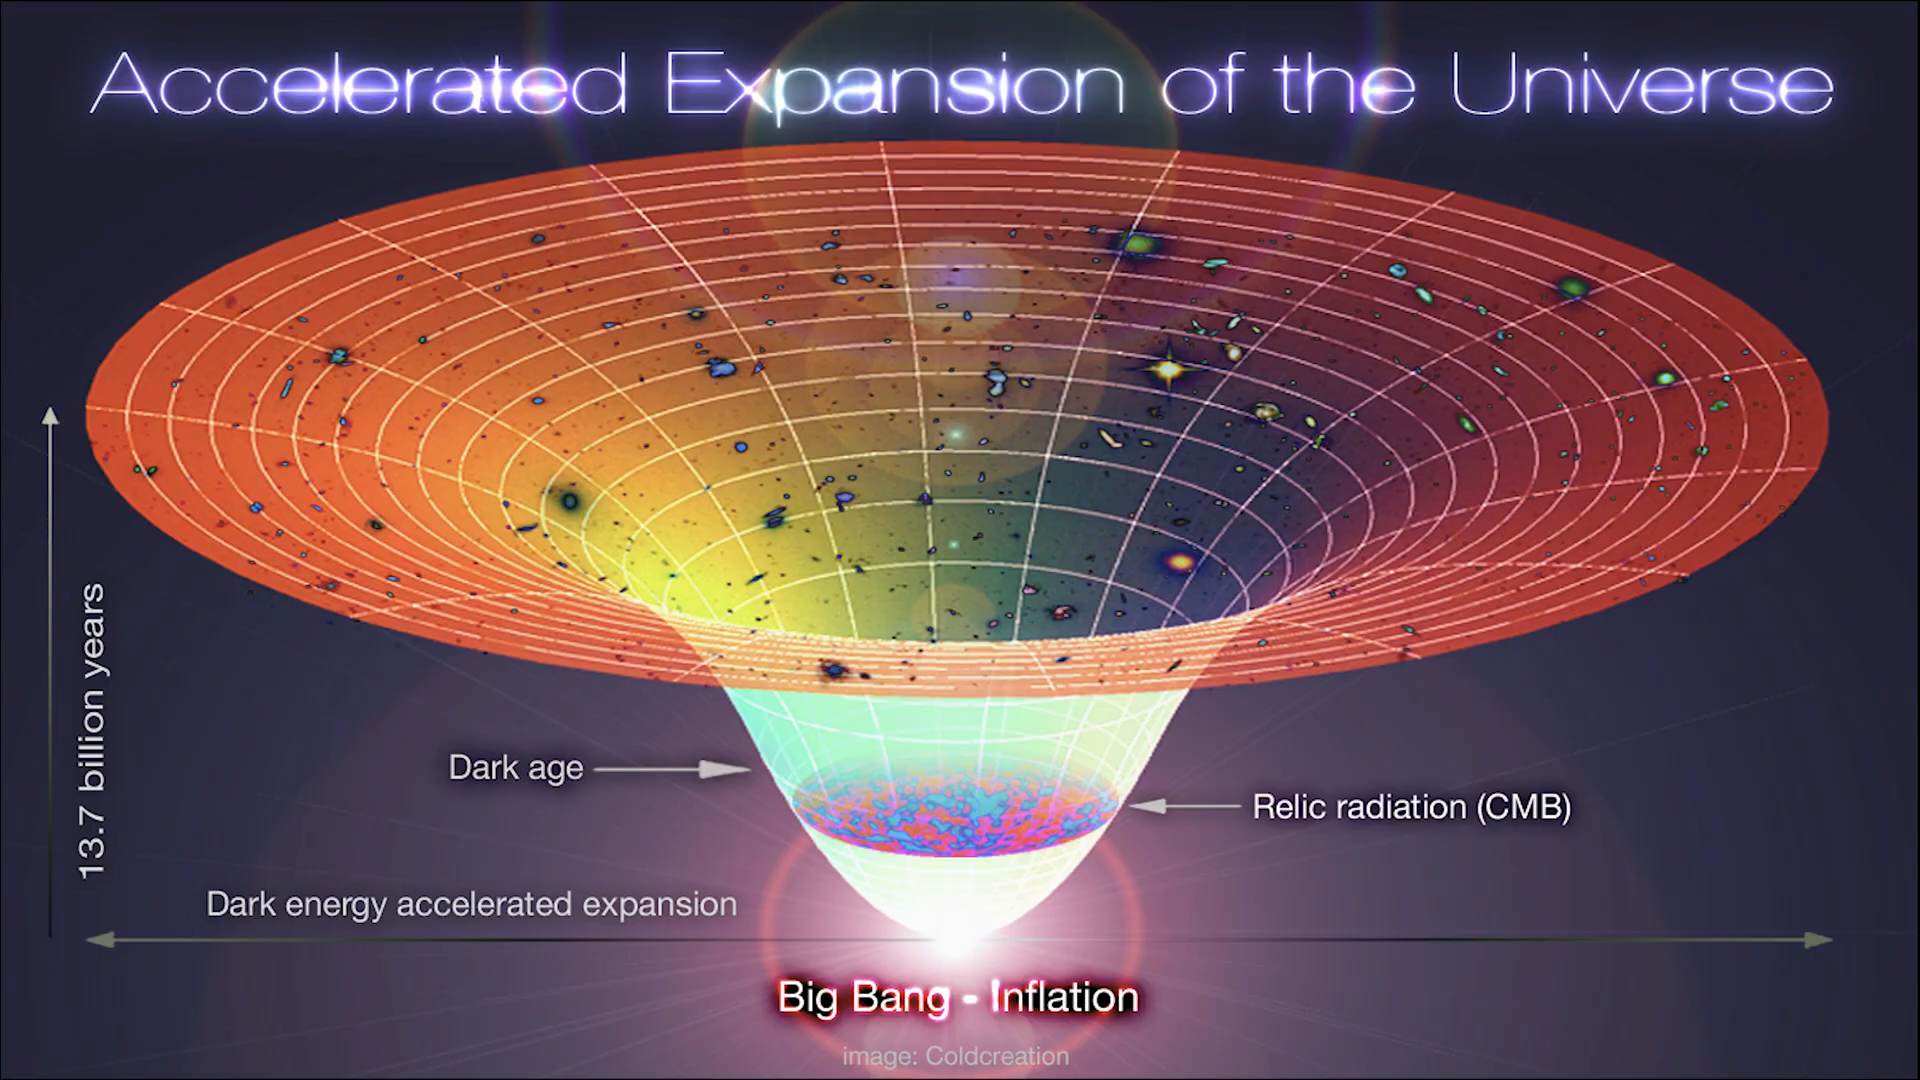 Accelerated Expansion of the Universe
13.7 billion years
Dark age
Relic radiation (CMB)
Dark energy accelerated expansion
Big Bang - Inflation
image: Coldcreation